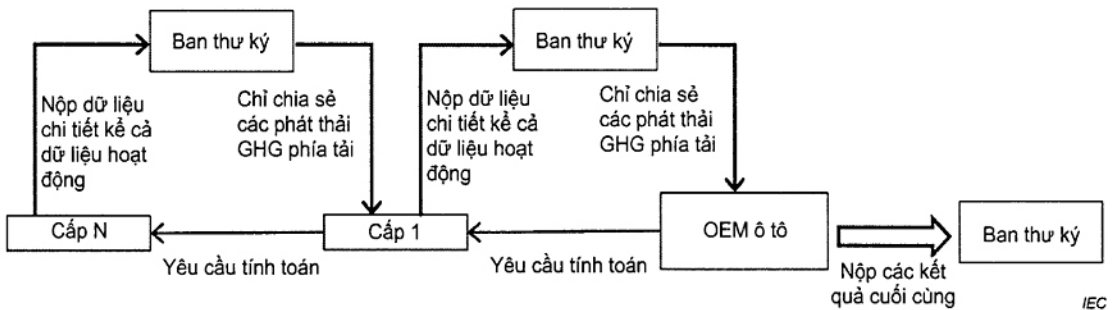 Ban thư ký
Ban thư ký
Nộp dữ liệu
chi tiết kể cả
dữ liệu hoạt
động
Chỉ chia sẻ
các phát thải
GHG phía tải
Nộp dữ liệu
chi tiết kể cả
dữ liệu hoạt
động
Chỉ chia sẻ
các phát thải
GHG phía tải
Cấp N
Cấp 1
OEM ô tô
Ban thư ký
Yêu cầu tính toán
Yêu cầu tính toán
Nộp các kết
quả cuối cùng
IEC